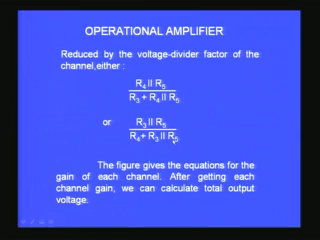 OPERATIONAL AMPLIFIER
Reduced by the voltage-divider factor of the
channel,either :
R4 II R5
R3 + R4 II R5
or R3 II R5
R4+ R3 II R5
The figure gives the equations for the
gain of each channel. After getting each
channel gain, we can calculate total output
voltage.